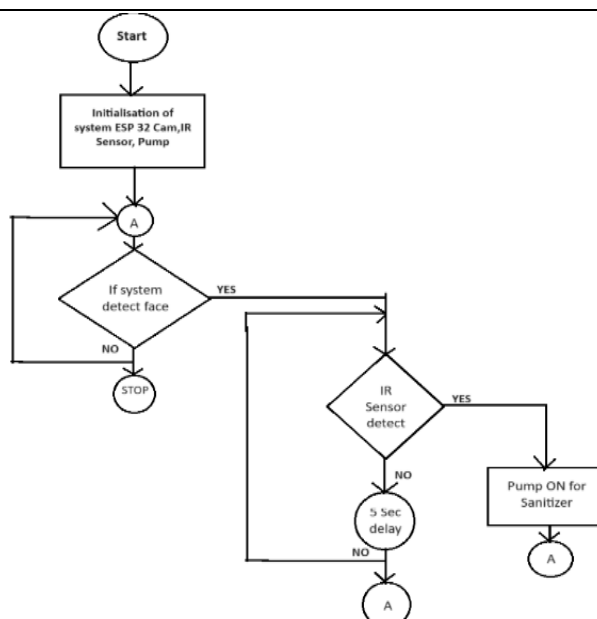 Start
Initialisation of
system ESP 32 Cam,IR
Sensor, Pump
A
If system
detect face
YES
NO
STOP
IR
Sensor
detect
YES
NO
Pump ON for
Sanitizer
5 Sec
delay
NO
A
A